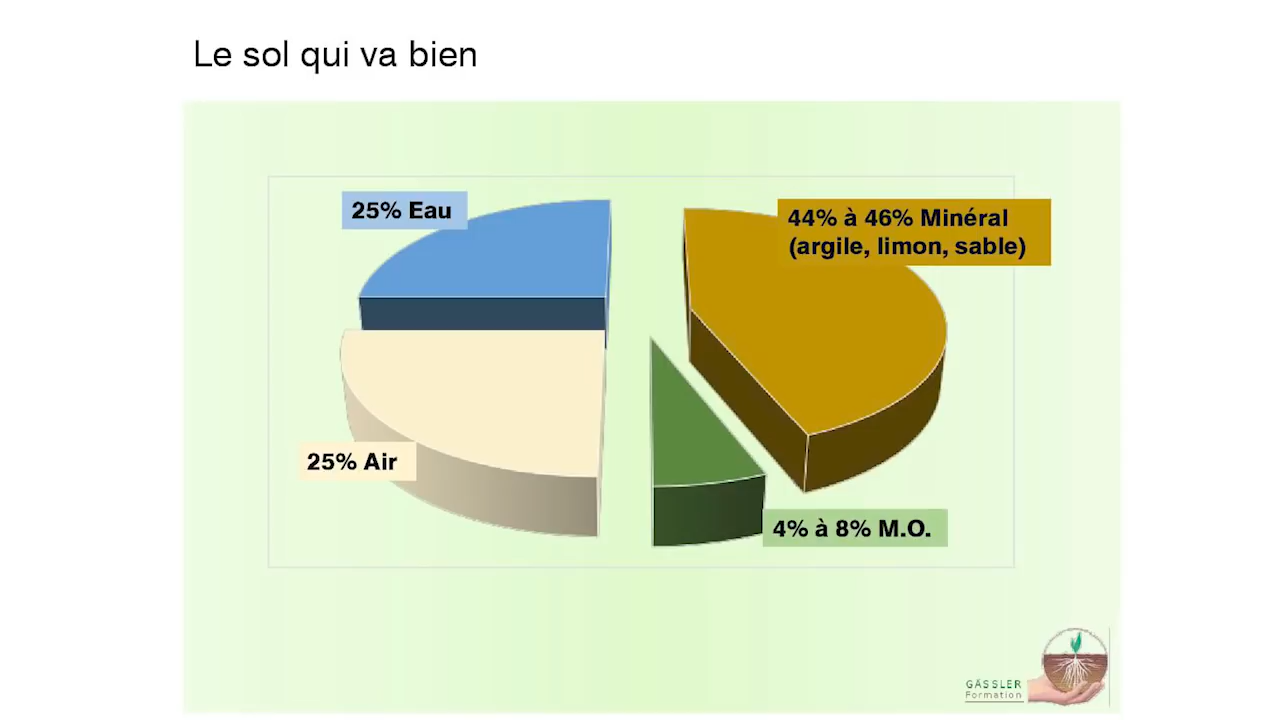 Le sol qui va bien
25% Eau
44% à 46% Minéral
(argile, limon, sable)
25% Air
4% à 8% M.O.
GÄSSLER
Formation